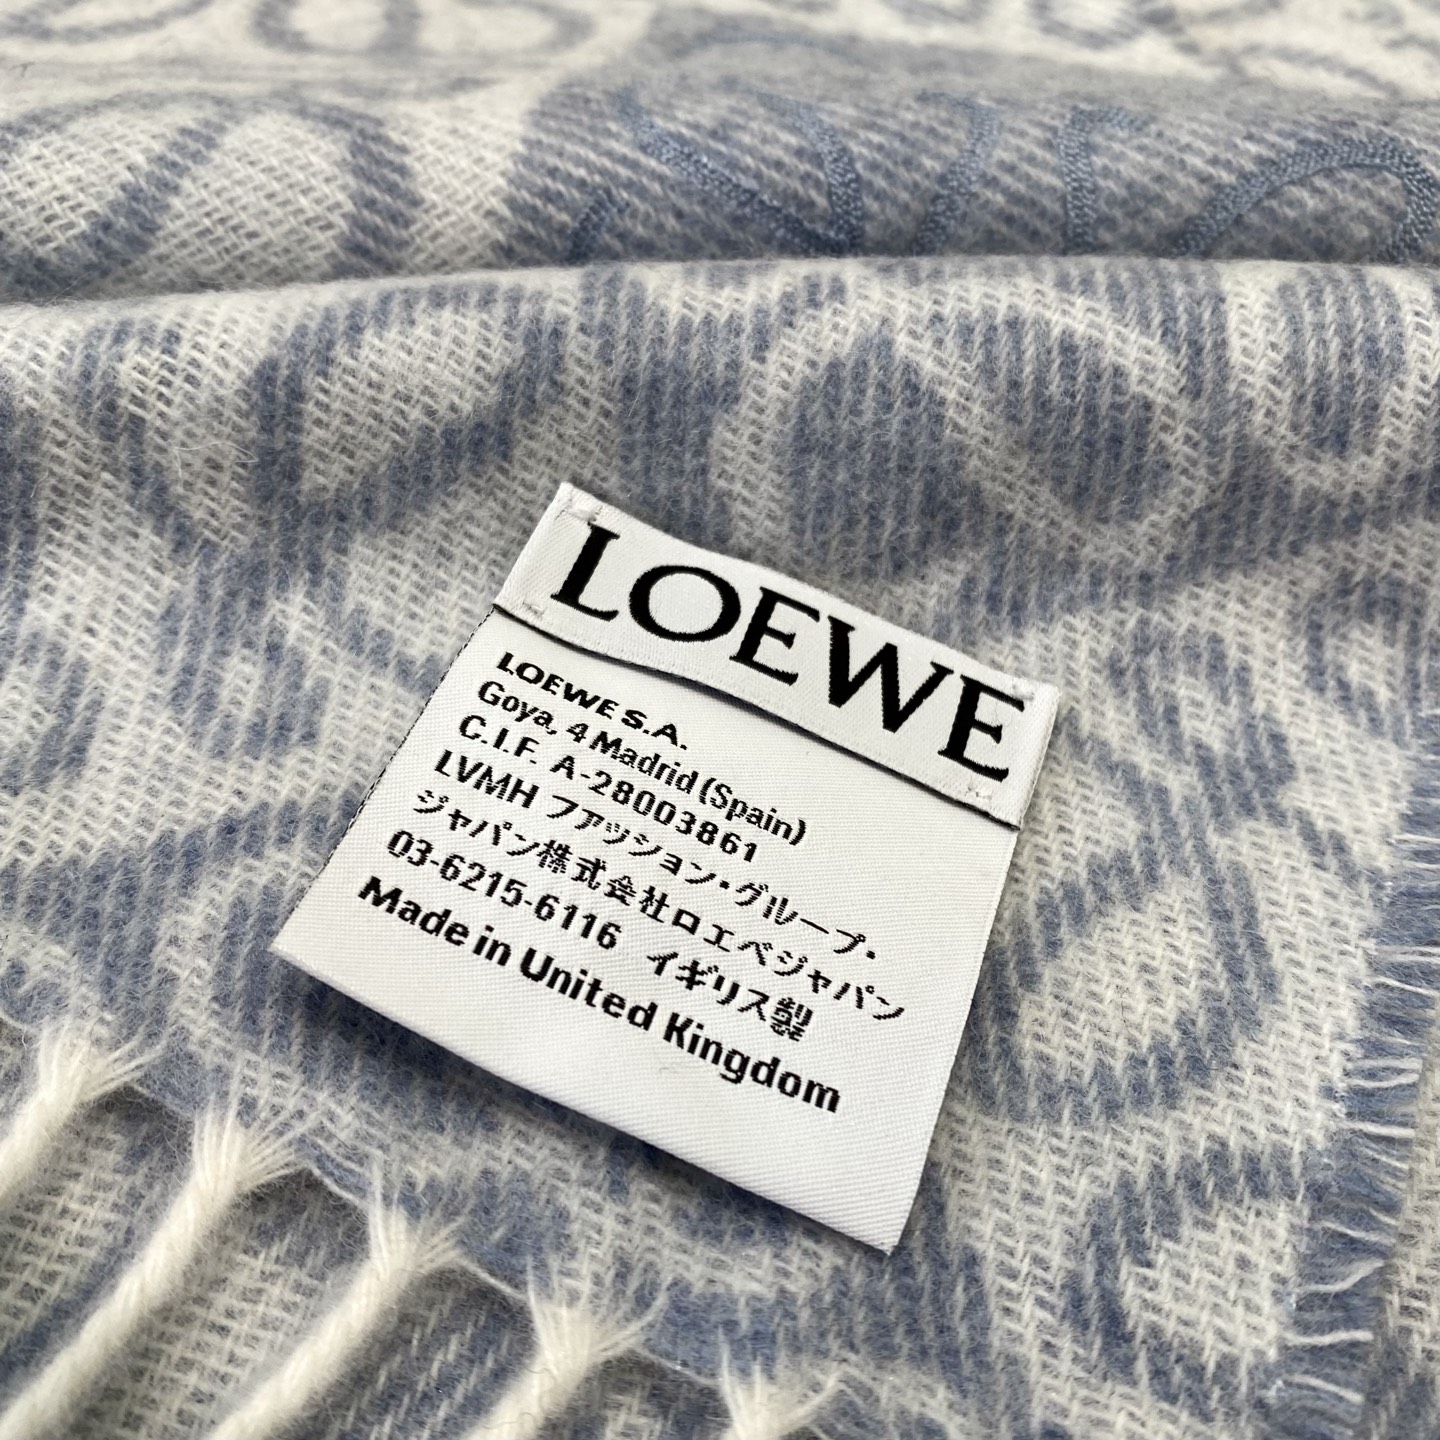 LOEWE
LOEWE S.A.
Goya, 4 Madrid (Spain)
C.I.F. A-28003861
LVMH ファッション・グループ・
ジャパン株式会社ロエベジャパン
03-6215-6116 イギリス製
Made in United Kingdom